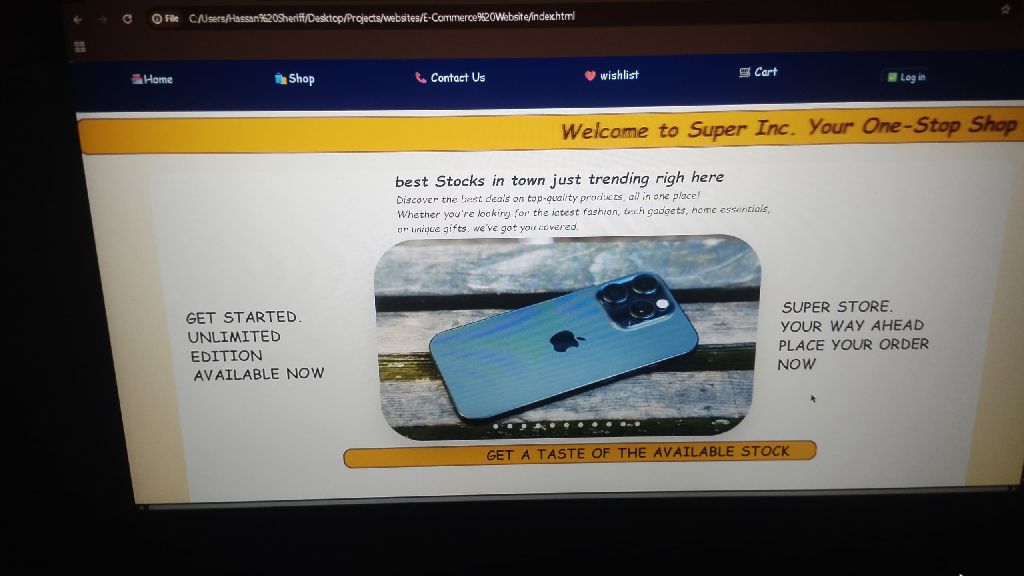 File C:/Users/Hassan%20Sheriff/Desktop/Projects/websites/E-Commerce%20Website/index.html
Home Shop Contact Us wishlist Cart Log in
Welcome to Super Inc. Your One-Stop Shop
best Stocks in town just trending righ here
Discover the best deals on top-quality products, all in one place!
Whether you're looking for the latest fashion, tech gadgets, home essentials,
or unique gifts, we've got you covered.
GET STARTED.
UNLIMITED
EDITION
AVAILABLE NOW
SUPER STORE.
YOUR WAY AHEAD
PLACE YOUR ORDER
NOW
GET A TASTE OF THE AVAILABLE STOCK